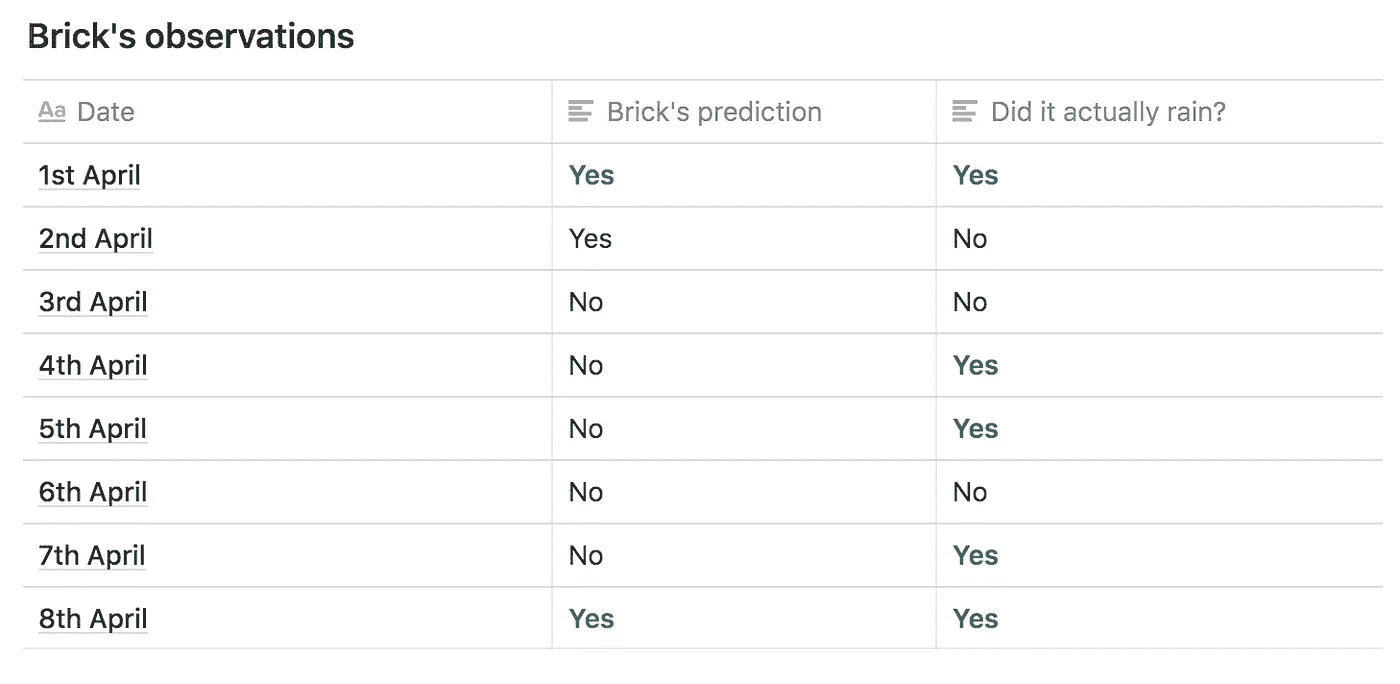 Brick's observations
Aa Date Brick's prediction Did it actually rain?
1st April Yes Yes
2nd April Yes No
3rd April No No
4th April No Yes
5th April No Yes
6th April No No
7th April No Yes
8th April Yes Yes